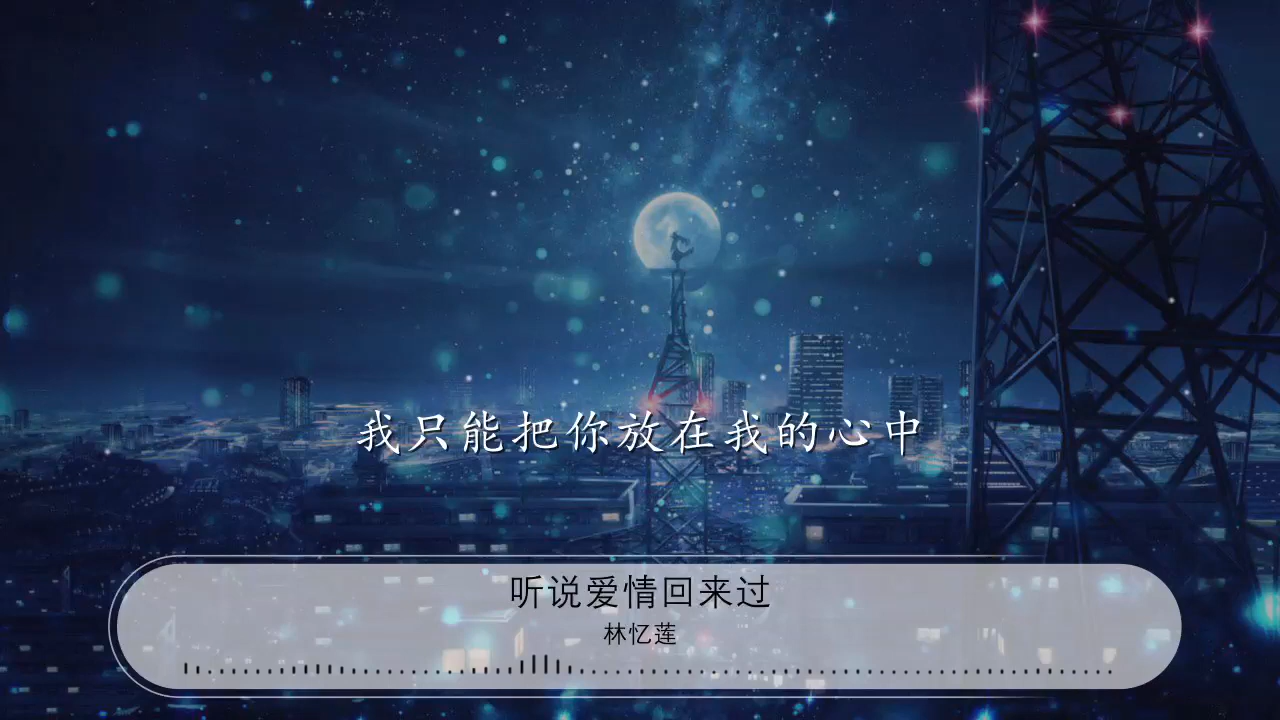 我只能把你放在我的心中
听说爱情回来过
林忆莲